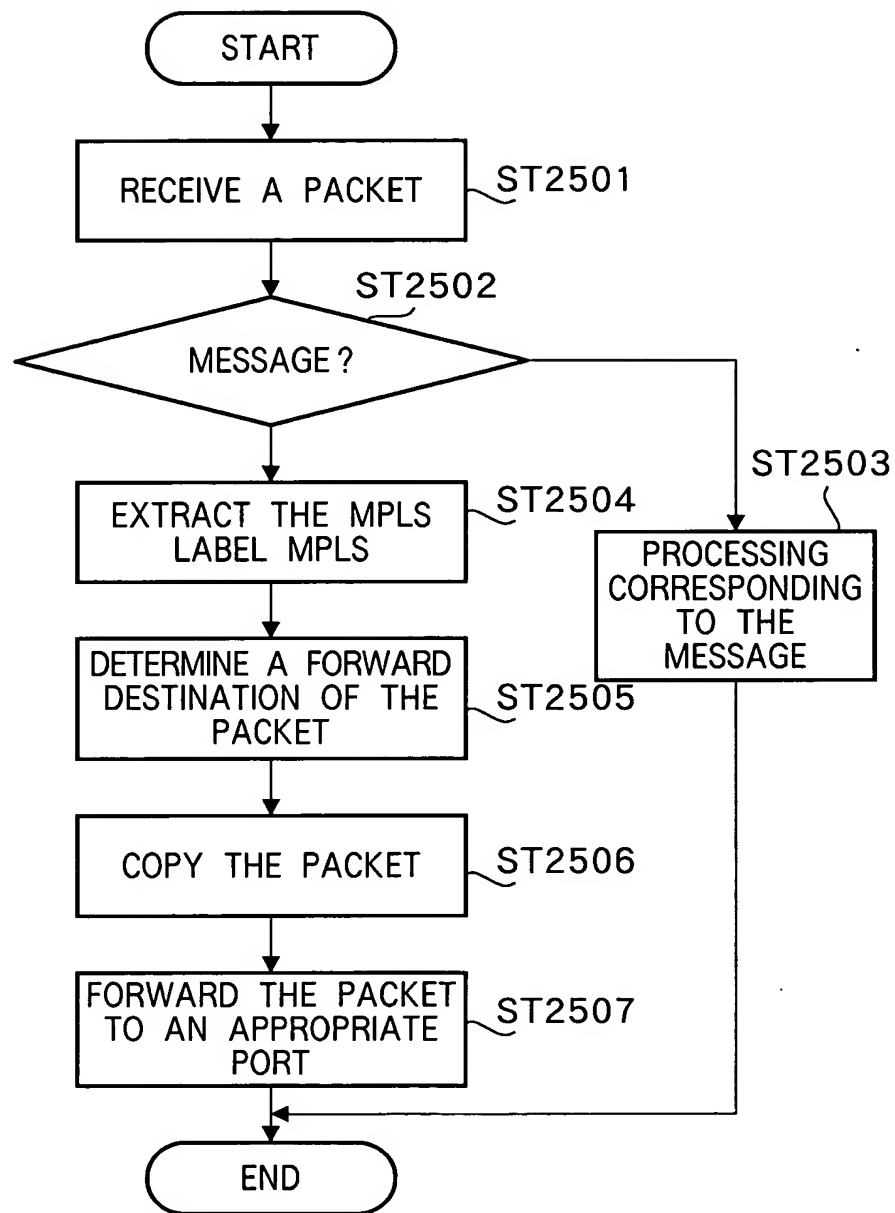 START
RECEIVE A PACKET
ST2501
ST2502
MESSAGE?
ST2503
EXTRACT THE MPLS
LABEL MPLS
ST2504
PROCESSING
CORRESPONDING
TO THE
MESSAGE
DETERMINE A FORWARD
DESTINATION OF THE
PACKET
ST2505
COPY THE PACKET
ST2506
FORWARD THE PACKET
TO AN APPROPRIATE
PORT
ST2507
END